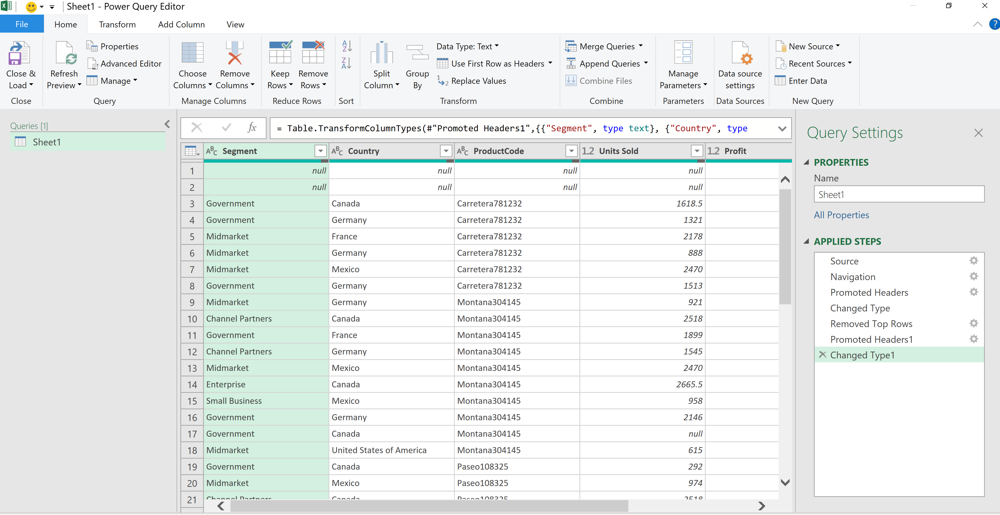 Sheet1 - Power Query Editor
File Home Transform Add Column View
Close & Load
Refresh Preview
Properties
Advanced Editor
Manage
Choose Columns
Remove Columns
Keep Rows
Remove Rows
A Z
Z A
Split Column
Group By
Data Type: Text
Use First Row as Headers
1 2 Replace Values
Merge Queries
Append Queries
Combine Files
Manage Parameters
Data source settings
New Source
Recent Sources
Enter Data
?
Close Query Manage Columns Reduce Rows Sort Transform Combine Parameters Data Sources New Query
Queries [1]
Sheet1
fx = Table.TransformColumnTypes(#"Promoted Headers1",{{"Segment", type text}, {"Country", type
ABC Segment ABC Country ABC ProductCode 1.2 Units Sold 1.2 Profit
1 null null null null
2 null null null null
3 Government Canada Carretera781232 1618.5
4 Government Germany Carretera781232 1321
5 Midmarket France Carretera781232 2178
6 Midmarket Germany Carretera781232 888
7 Midmarket Mexico Carretera781232 2470
8 Government Germany Carretera781232 1513
9 Midmarket Germany Montana304145 921
10 Channel Partners Canada Montana304145 2518
11 Government France Montana304145 1899
12 Channel Partners Germany Montana304145 1545
13 Midmarket Mexico Montana304145 2470
14 Enterprise Canada Montana304145 2665.5
15 Small Business Mexico Montana304145 958
16 Government Germany Montana304145 2146
17 Government Canada Montana304145 null
18 Midmarket United States of America Montana304145 615
19 Government Canada Paseo108325 292
20 Midmarket Mexico Paseo108325 974
21 Channel Partners Canada Paseo108325 2518
Query Settings
PROPERTIES
Name
Sheet1
All Properties
APPLIED STEPS
Source
Navigation
Promoted Headers
Changed Type
Removed Top Rows
Promoted Headers1
Changed Type1